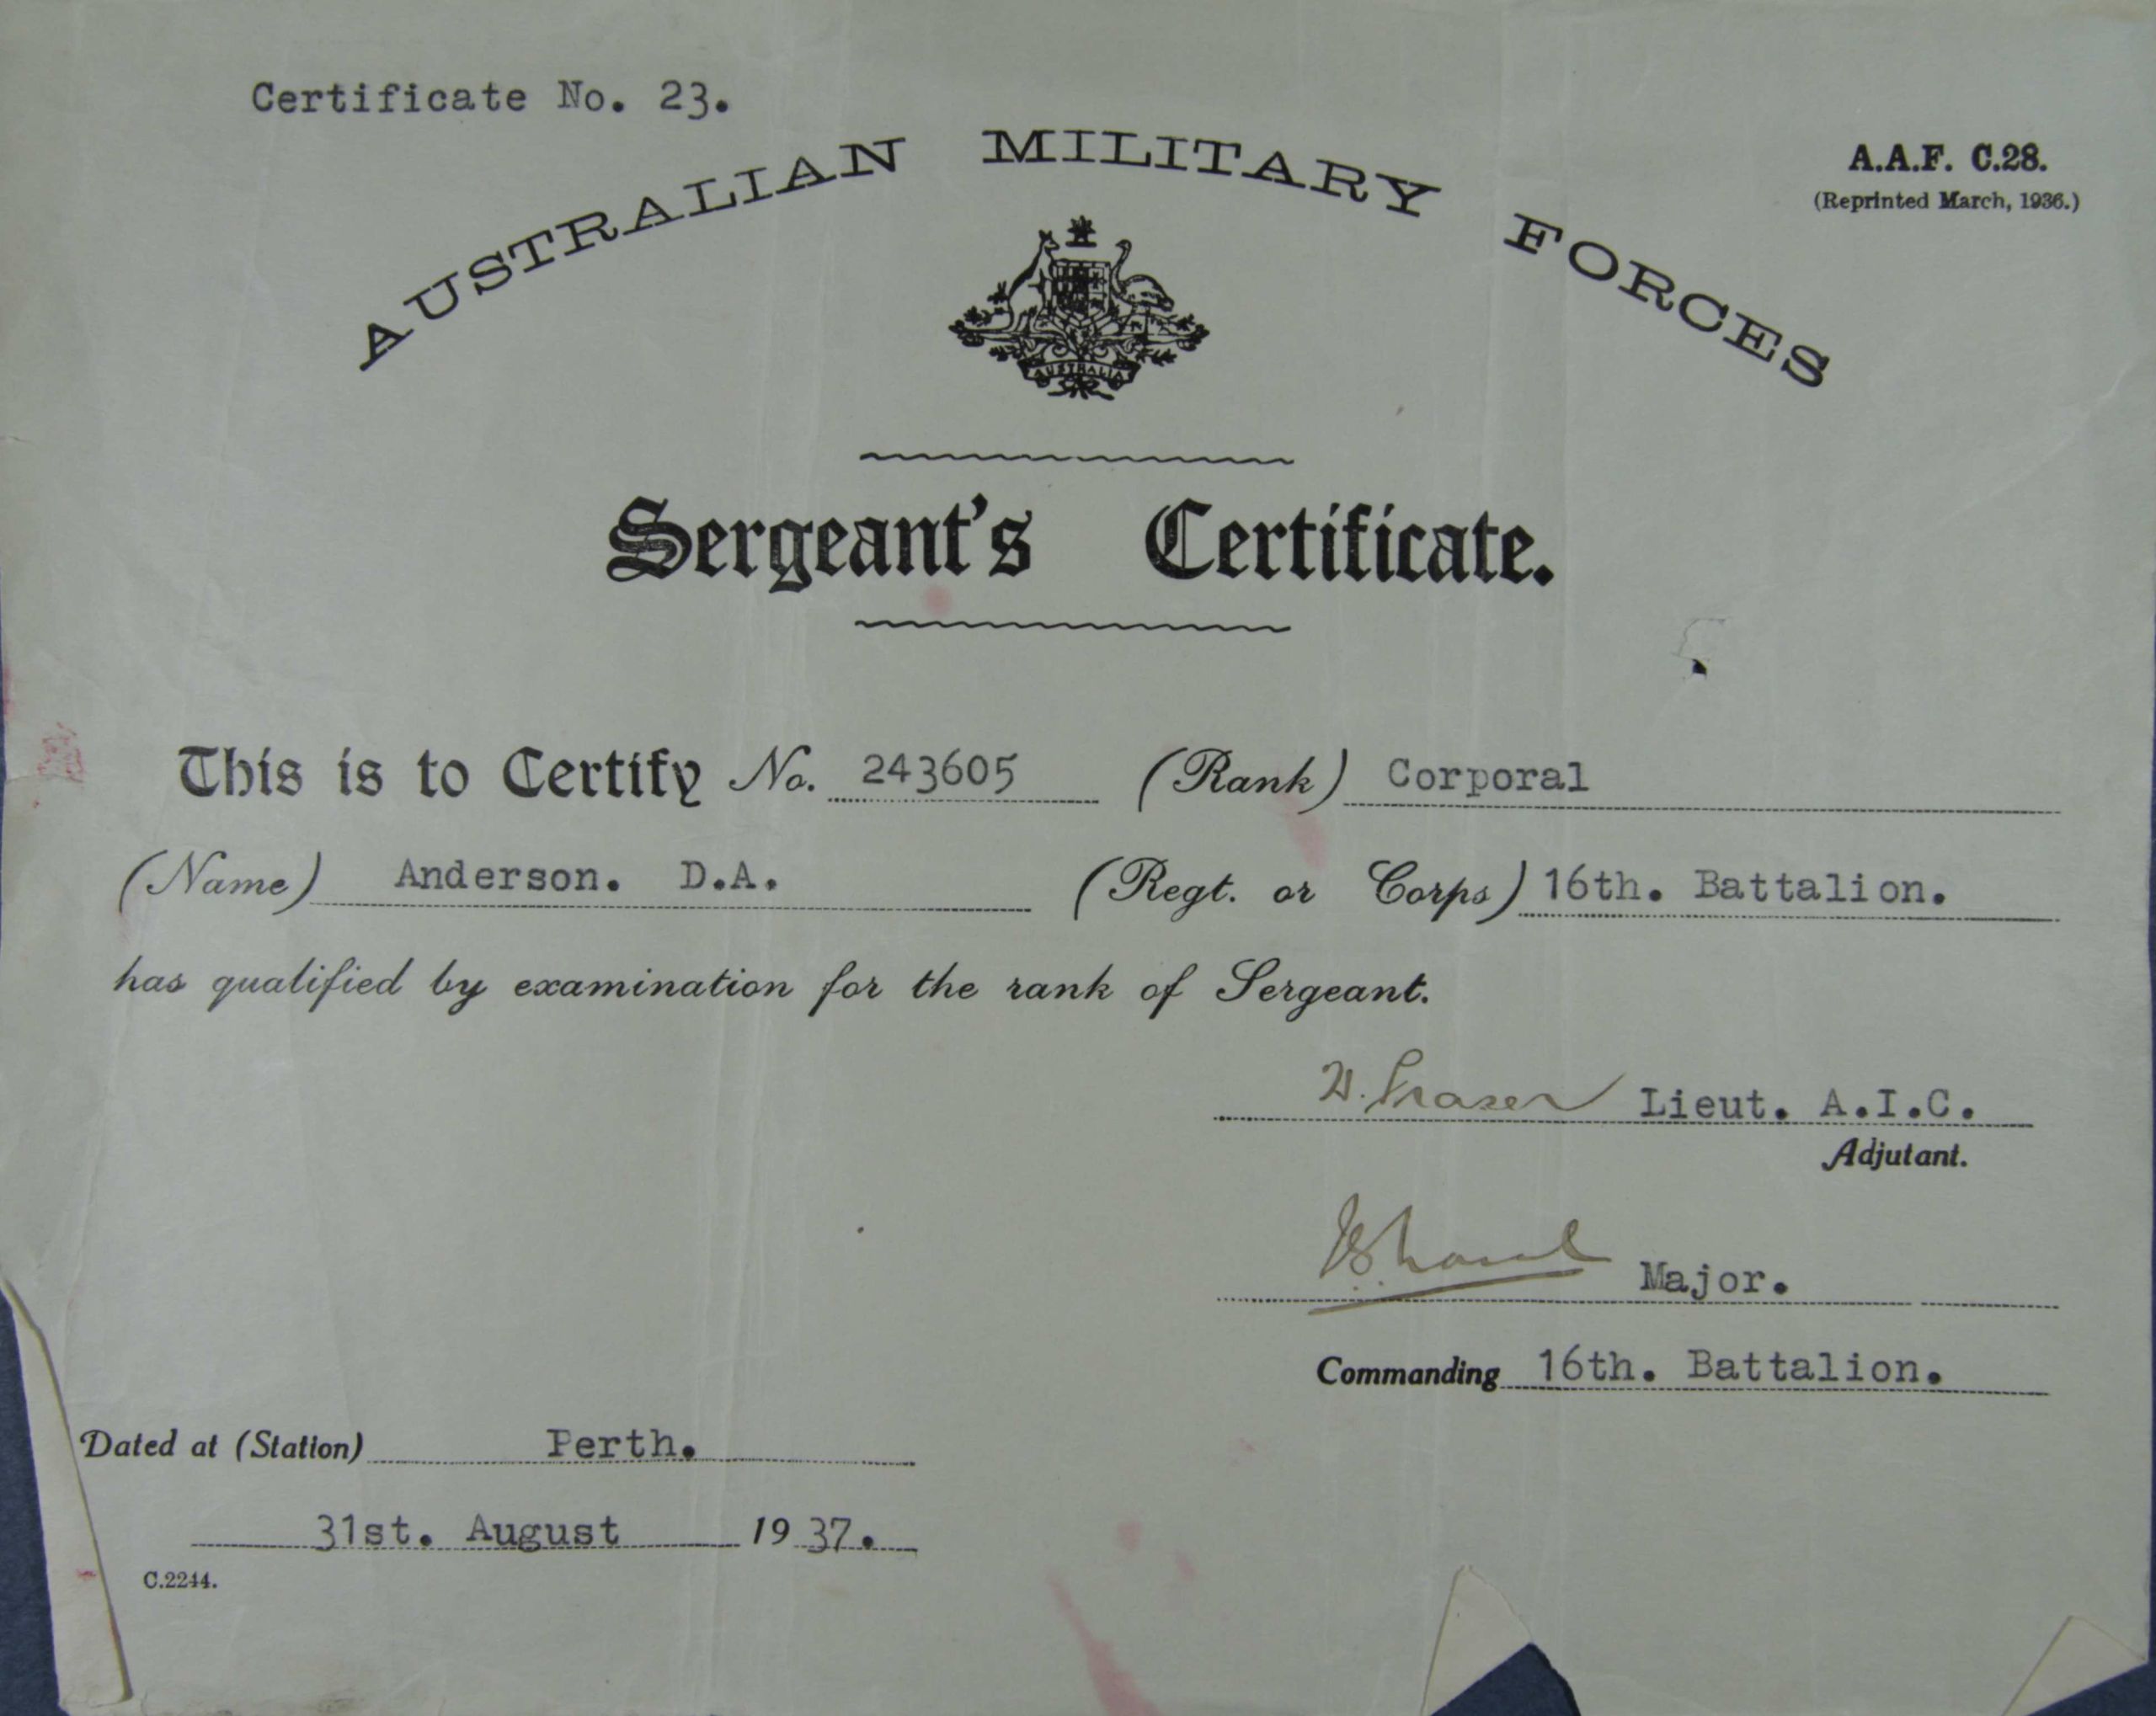 Certificate No. 23.
A.A.F. C.28.
(Reprinted March, 1936.)
AUSTRALIAN MILITARY FORCES
AUSTRALIA
Sergeant's Certificate.
This is to Certify No. 243605 (Rank) Corporal
(Name) Anderson. D.A. (Regt. or Corps) 16th. Battalion.
has qualified by examination for the rank of Sergeant.
Fraser Lieut. A.I.C.
Adjutant.
Major.
Commanding 16th. Battalion.
Dated at (Station) Perth.
31st. August 1937.
C.2244.